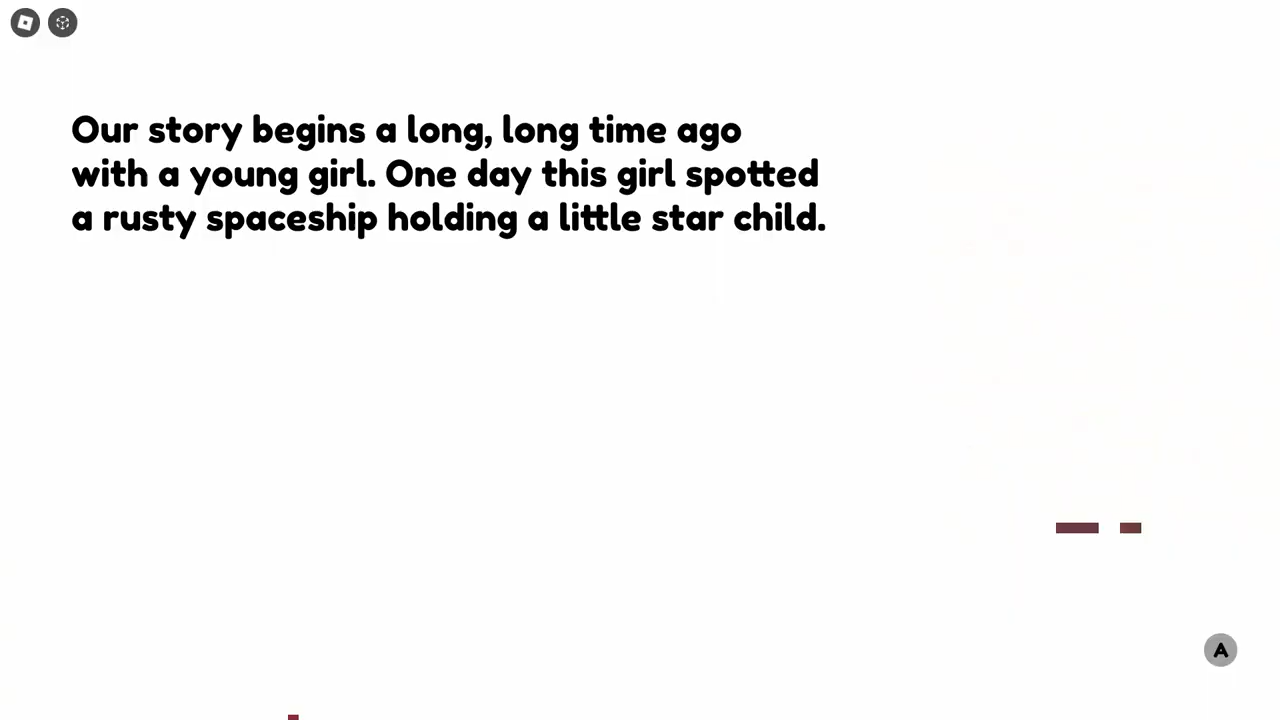 Our story begins a long, long time ago
with a young girl. One day this girl spotted
a rusty spaceship holding a little star child.
A